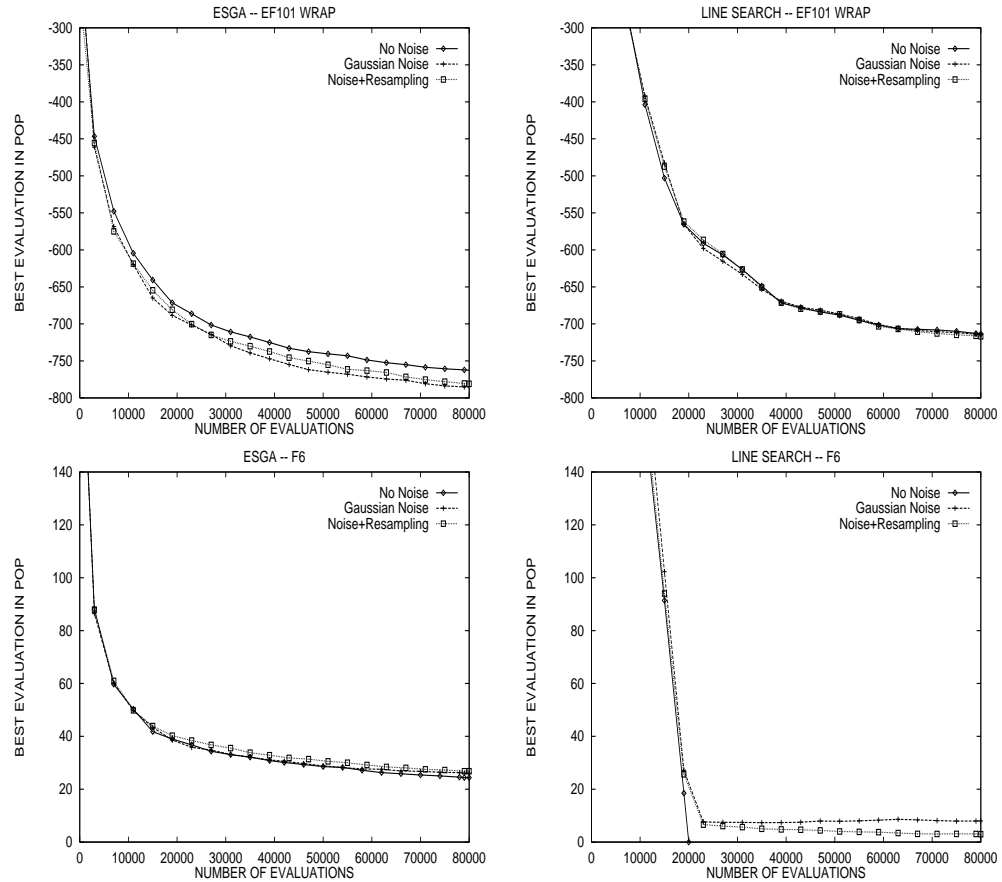 ESGA -- EF101 WRAP
BEST EVALUATION IN POP
-300
-350
-400
-450
-500
-550
-600
-650
-700
-750
-800
No Noise
Gaussian Noise
Noise+Resampling
0 10000 20000 30000 40000 50000 60000 70000 80000
NUMBER OF EVALUATIONS
LINE SEARCH -- EF101 WRAP
BEST EVALUATION IN POP
-300
-350
-400
-450
-500
-550
-600
-650
-700
-750
-800
No Noise
Gaussian Noise
Noise+Resampling
0 10000 20000 30000 40000 50000 60000 70000 80000
NUMBER OF EVALUATIONS
ESGA -- F6
BEST EVALUATION IN POP
140
120
100
80
60
40
20
0
No Noise
Gaussian Noise
Noise+Resampling
0 10000 20000 30000 40000 50000 60000 70000 80000
NUMBER OF EVALUATIONS
LINE SEARCH -- F6
BEST EVALUATION IN POP
140
120
100
80
60
40
20
0
No Noise
Gaussian Noise
Noise+Resampling
0 10000 20000 30000 40000 50000 60000 70000 80000
NUMBER OF EVALUATIONS